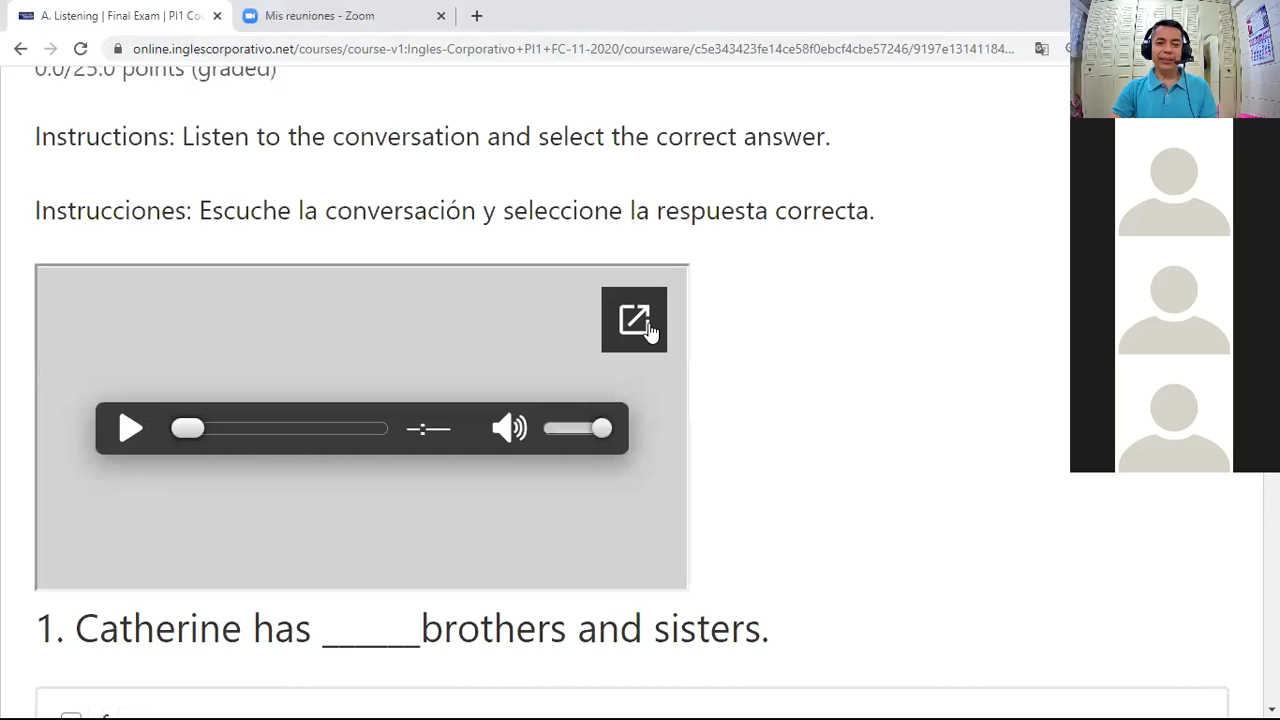 A. Listening | Final Exam | PI1 Cou
Mis reuniones - Zoom
online.inglescorporativo.net/courses/course-v1:Ingles-Corporativo+PI1+FC-11-2020/courseware/c5e343423fe14ce58f0ebcf4cbe57246/9197e13141184...
0.0/25.0 points (graded)
Instructions: Listen to the conversation and select the correct answer.
Instrucciones: Escuche la conversación y seleccione la respuesta correcta.
--:--
1. Catherine has ______brothers and sisters.